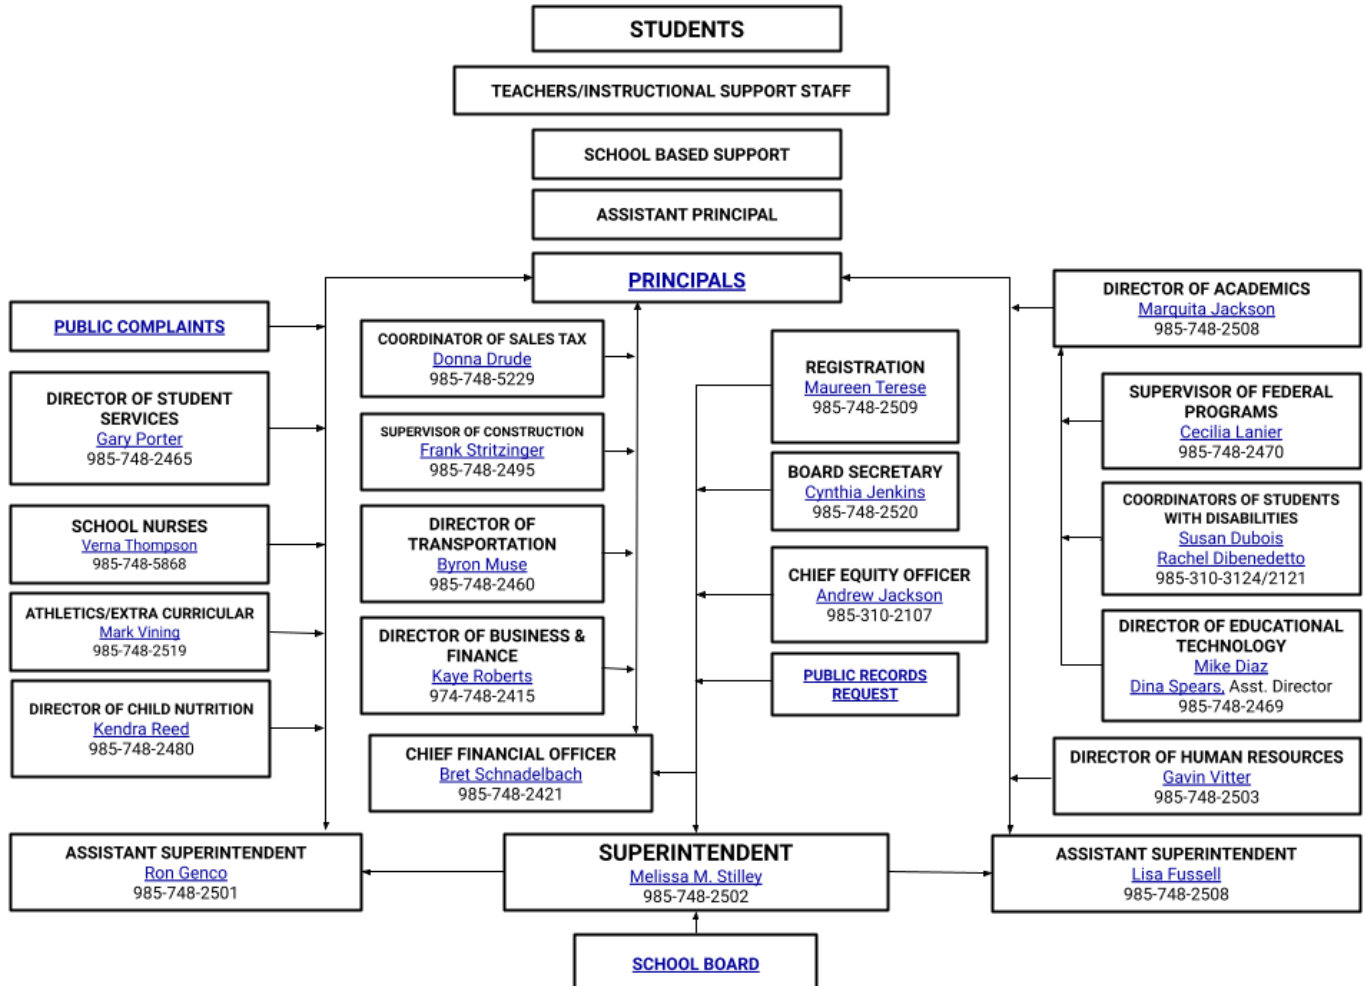 STUDENTS
TEACHERS/INSTRUCTIONAL SUPPORT STAFF
SCHOOL BASED SUPPORT
ASSISTANT PRINCIPAL
PRINCIPALS
PUBLIC COMPLAINTS
DIRECTOR OF STUDENT
SERVICES
Gary Porter
985-748-2465
SCHOOL NURSES
Verna Thompson
985-748-5868
ATHLETICS/EXTRA CURRICULAR
Mark Vining
985-748-2519
DIRECTOR OF CHILD NUTRITION
Kendra Reed
985-748-2480
COORDINATOR OF SALES TAX
Donna Drude
985-748-5229
SUPERVISOR OF CONSTRUCTION
Frank Stritzinger
985-748-2495
DIRECTOR OF
TRANSPORTATION
Byron Muse
985-748-2460
DIRECTOR OF BUSINESS &
FINANCE
Kaye Roberts
974-748-2415
CHIEF FINANCIAL OFFICER
Bret Schnadelbach
985-748-2421
REGISTRATION
Maureen Terese
985-748-2509
BOARD SECRETARY
Cynthia Jenkins
985-748-2520
CHIEF EQUITY OFFICER
Andrew Jackson
985-310-2107
PUBLIC RECORDS
REQUEST
DIRECTOR OF ACADEMICS
Marquita Jackson
985-748-2508
SUPERVISOR OF FEDERAL
PROGRAMS
Cecilia Lanier
985-748-2470
COORDINATORS OF STUDENTS
WITH DISABILITIES
Susan Dubois
Rachel Dibenedetto
985-310-3124/2121
DIRECTOR OF EDUCATIONAL
TECHNOLOGY
Mike Diaz
Dina Spears, Asst. Director
985-748-2469
DIRECTOR OF HUMAN RESOURCES
Gavin Vitter
985-748-2503
ASSISTANT SUPERINTENDENT
Ron Genco
985-748-2501
SUPERINTENDENT
Melissa M. Stilley
985-748-2502
ASSISTANT SUPERINTENDENT
Lisa Fussell
985-748-2508
SCHOOL BOARD